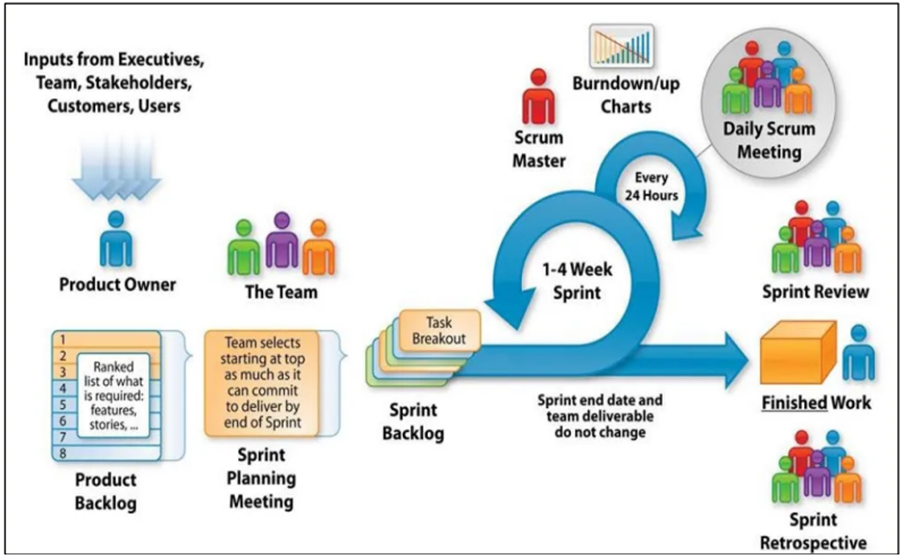 Inputs from Executives,
Team, Stakeholders,
Customers, Users
Product Owner
The Team
Scrum
Master
Burndown/up
Charts
Daily Scrum
Meeting
Every
24 Hours
1-4 Week
Sprint
Sprint Review
1
2
3
4
5
6
7
8
Ranked
list of what
is required:
features,
stories, ...
Product
Backlog
Team selects
starting at top
as much as it
can commit
to deliver by
end of Sprint
Sprint
Planning
Meeting
Task
Breakout
Sprint
Backlog
Sprint end date and
team deliverable
do not change
Finished Work
Sprint
Retrospective